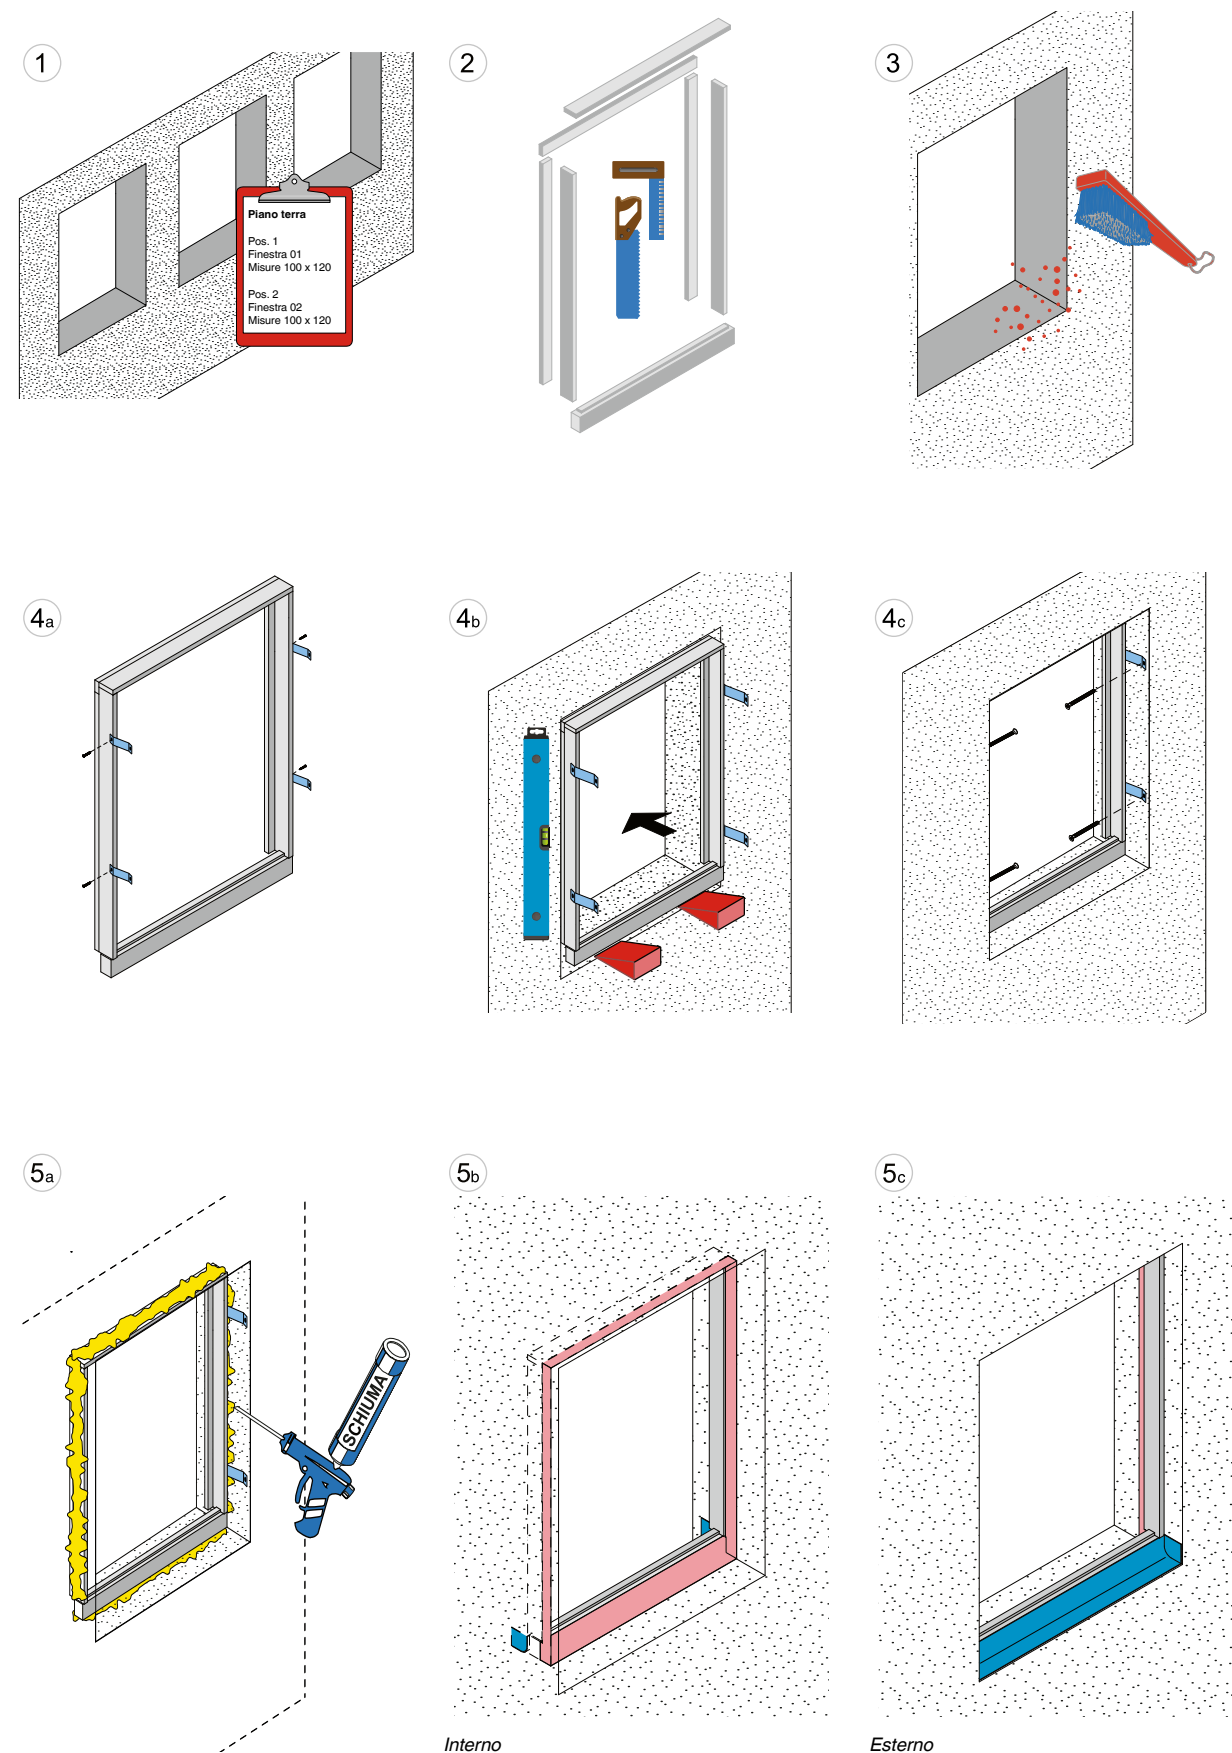 1
2
3
Piano terra
Pos. 1
Finestra 01
Misure 100 x 120
Pos. 2
Finestra 02
Misure 100 x 120
4a
4b
4c
5a
5b
5c
SCHIUMA
Interno
Esterno